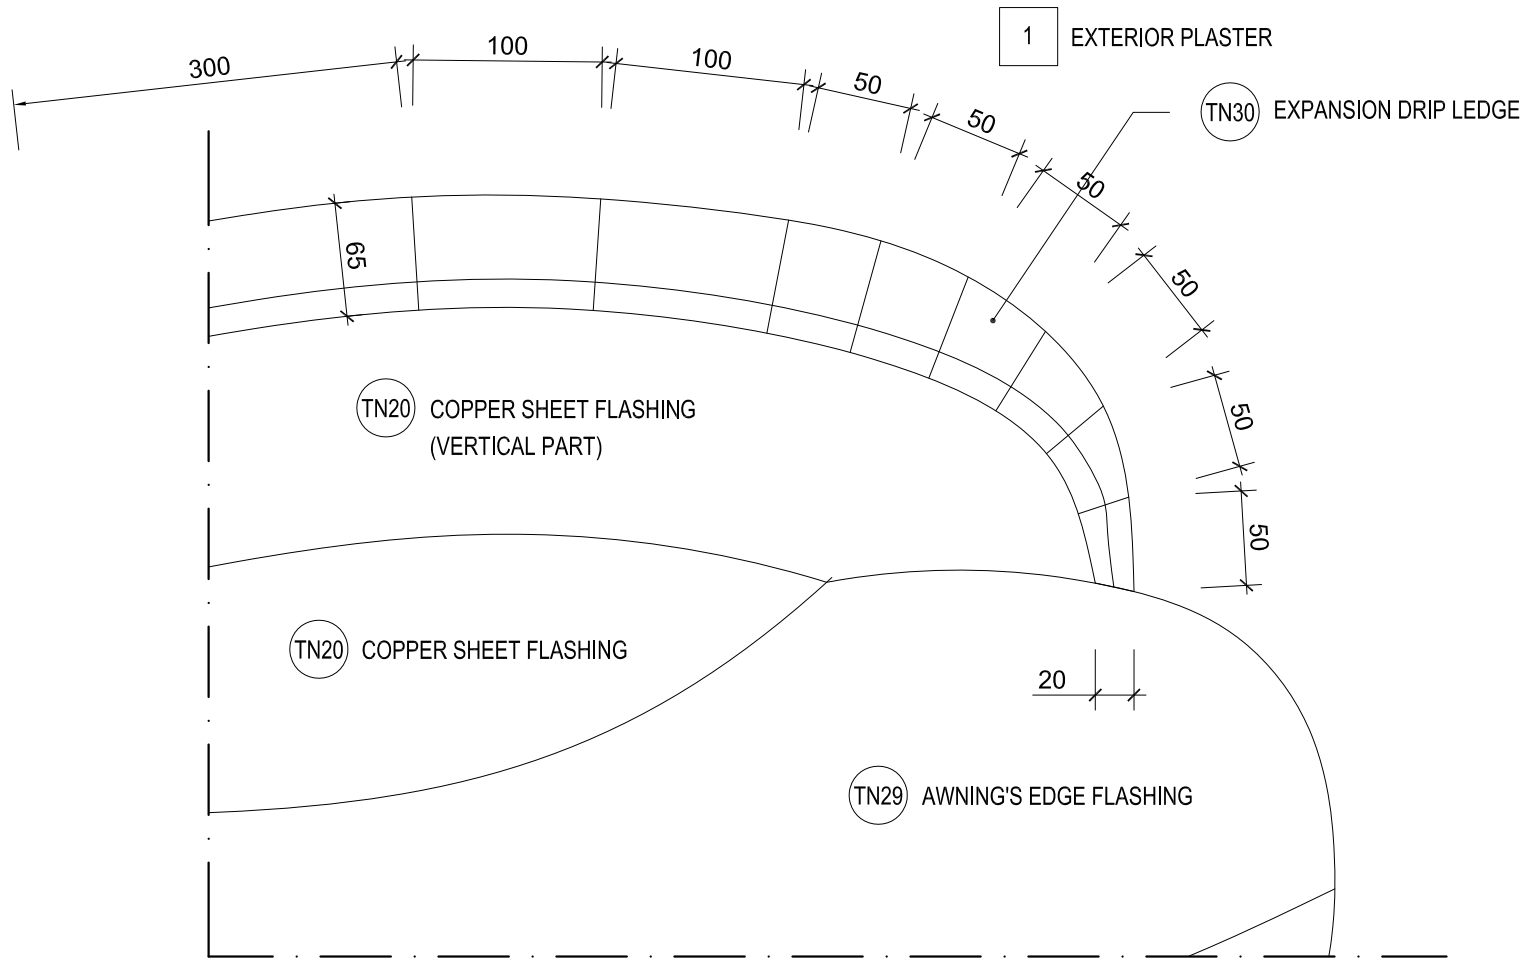 300
100
100
50
50
50
50
50
50
1 EXTERIOR PLASTER
TN30 EXPANSION DRIP LEDGE
65
TN20 COPPER SHEET FLASHING
(VERTICAL PART)
TN20 COPPER SHEET FLASHING
20
TN29 AWNING'S EDGE FLASHING